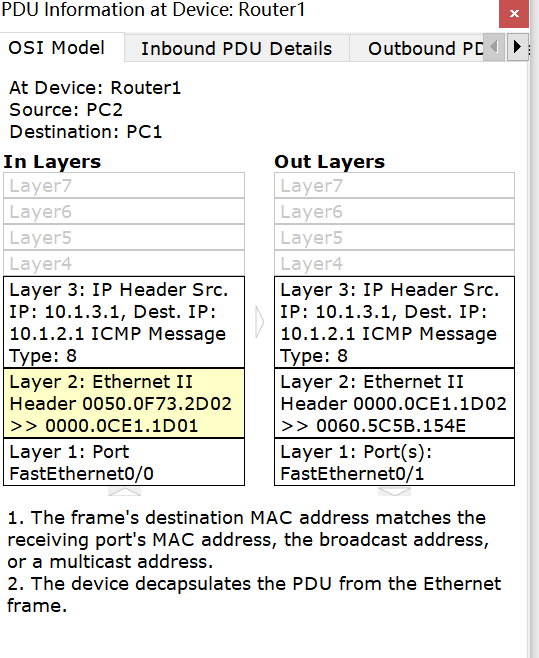 PDU Information at Device: Router1
OSI Model
Inbound PDU Details
Outbound PD
At Device: Router1
Source: PC2
Destination: PC1
In Layers
Layer7
Layer6
Layer5
Layer4
Layer 3: IP Header Src.
IP: 10.1.3.1, Dest. IP:
10.1.2.1 ICMP Message
Type: 8
Layer 2: Ethernet II
Header 0050.0F73.2D02
>> 0000.0CE1.1D01
Layer 1: Port
FastEthernet0/0
Out Layers
Layer7
Layer6
Layer5
Layer4
Layer 3: IP Header Src.
IP: 10.1.3.1, Dest. IP:
10.1.2.1 ICMP Message
Type: 8
Layer 2: Ethernet II
Header 0000.0CE1.1D02
>> 0060.5C5B.154E
Layer 1: Port(s):
FastEthernet0/1
1. The frame's destination MAC address matches the
receiving port's MAC address, the broadcast address,
or a multicast address.
2. The device decapsulates the PDU from the Ethernet
frame.